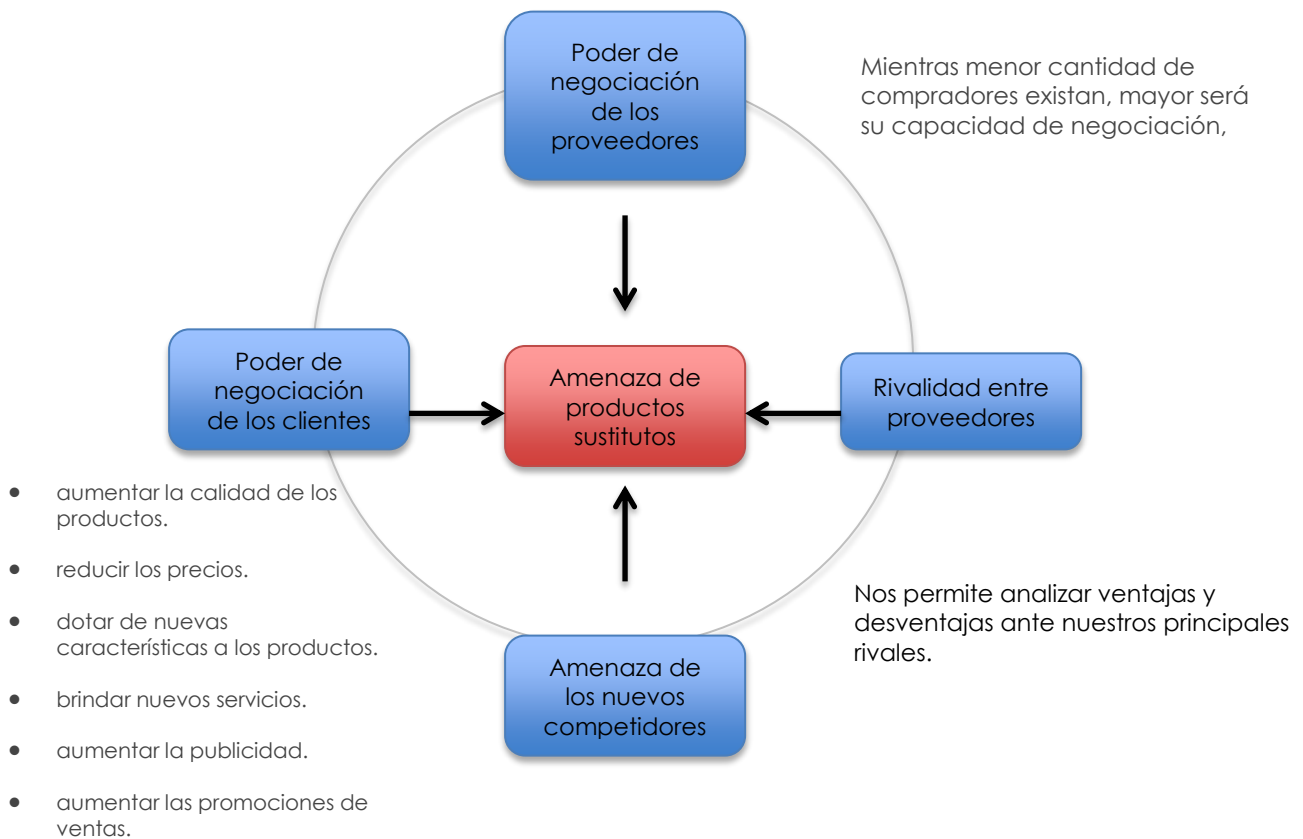 Poder de
negociación
de los
proveedores
Mientras menor cantidad de
compradores existan, mayor será
su capacidad de negociación,
Poder de
negociación
de los clientes
Amenaza de
productos
sustitutos
Rivalidad entre
proveedores
• aumentar la calidad de los
productos.
• reducir los precios.
• dotar de nuevas
características a los productos.
• brindar nuevos servicios.
• aumentar la publicidad.
• aumentar las promociones de
ventas.
Amenaza de
los nuevos
competidores
Nos permite analizar ventajas y
desventajas ante nuestros principales
rivales.